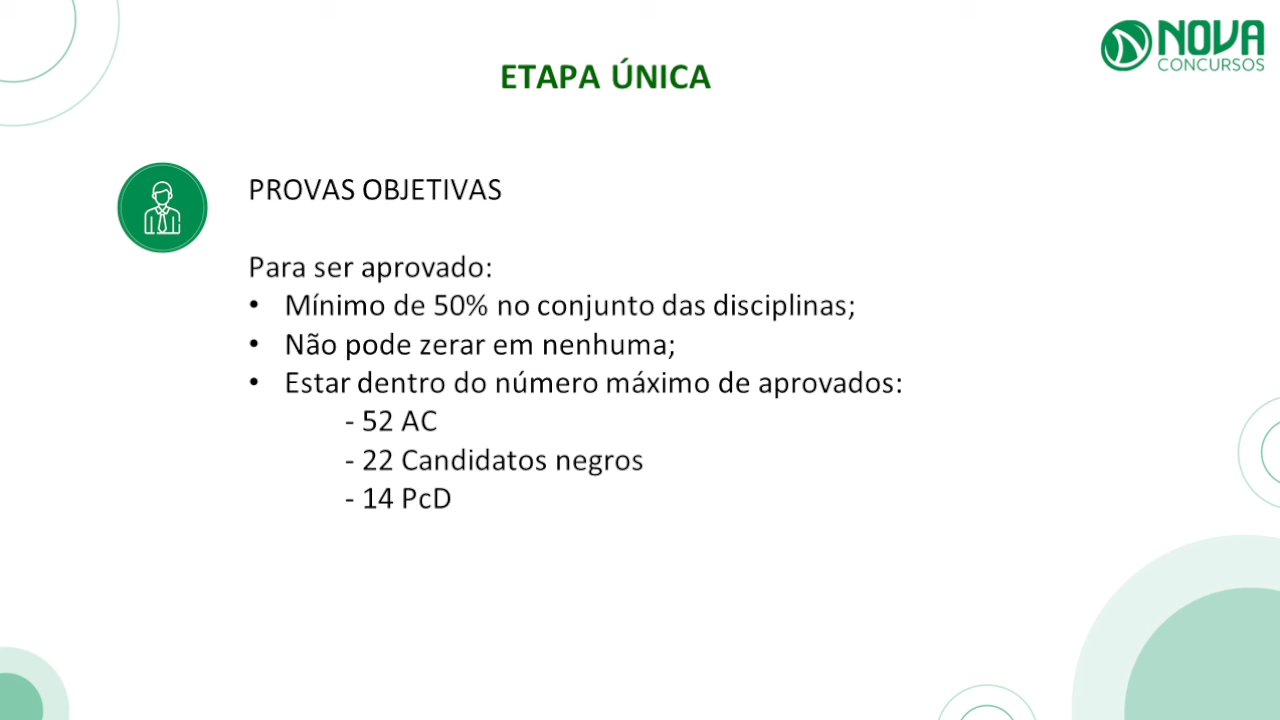 NOVA
CONCURSOS
ETAPA ÚNICA
PROVAS OBJETIVAS
Para ser aprovado:
• Mínimo de 50% no conjunto das disciplinas;
• Não pode zerar em nenhuma;
• Estar dentro do número máximo de aprovados:
- 52 AC
- 22 Candidatos negros
- 14 PcD